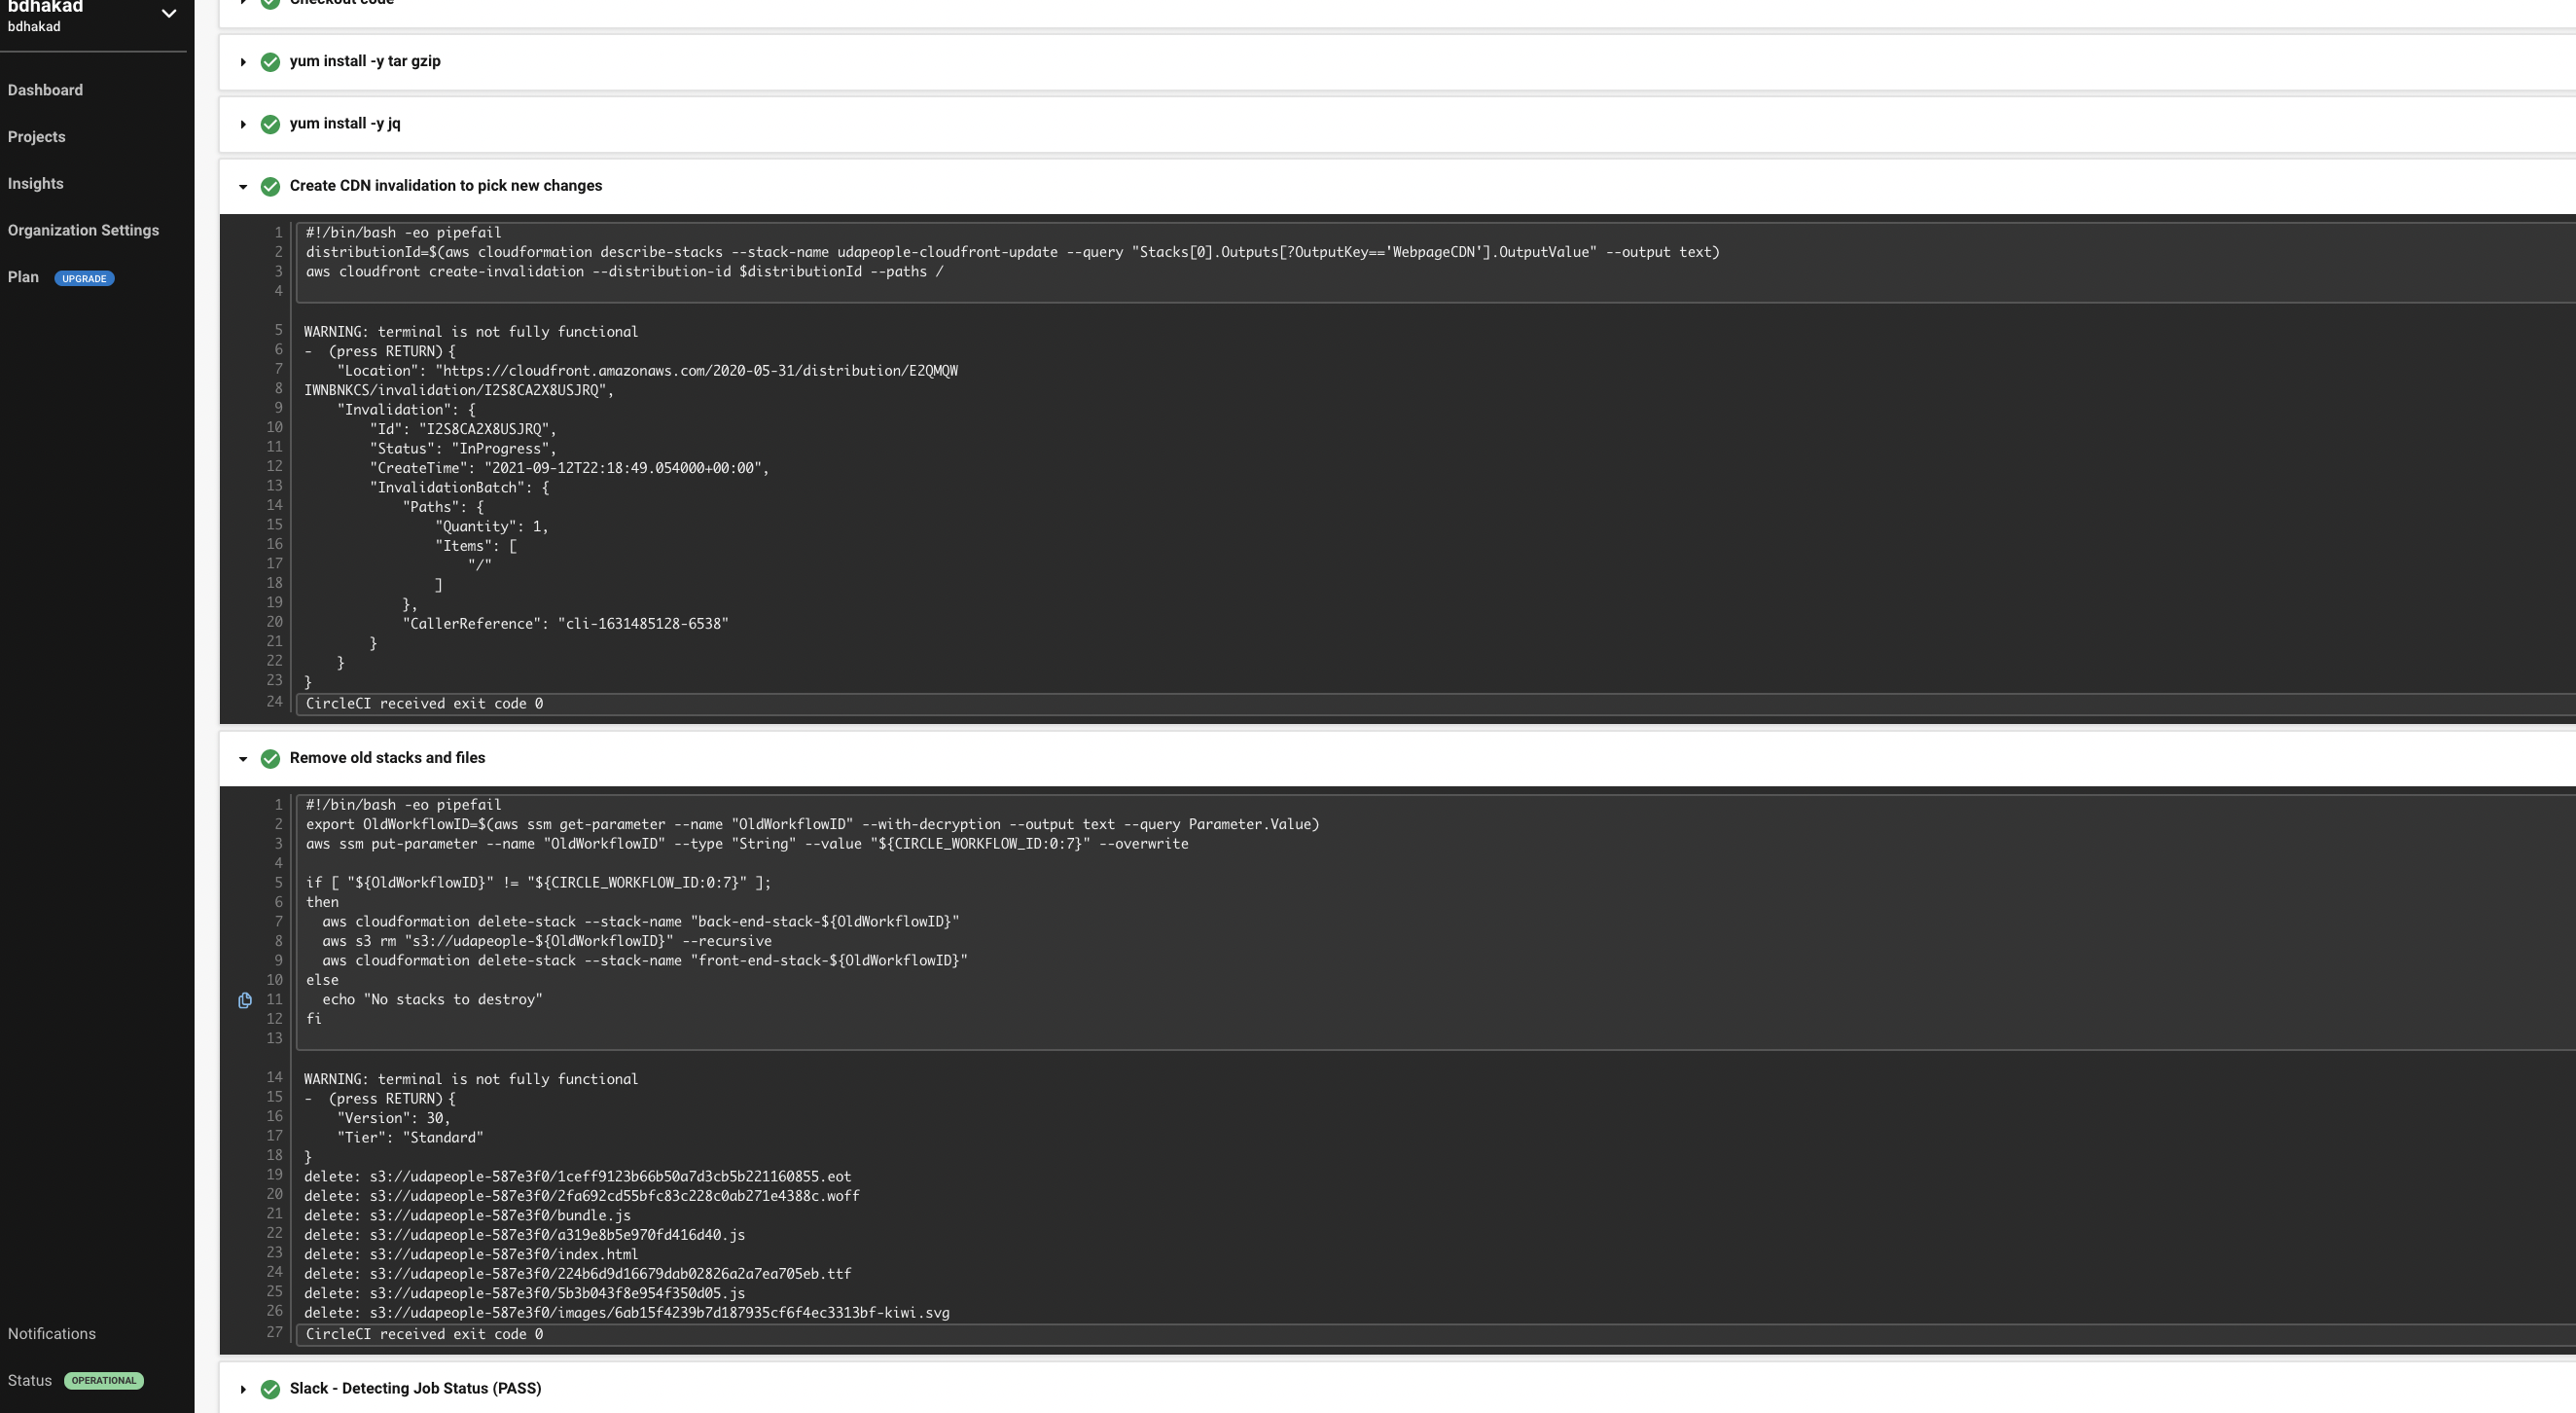 bdhakad
bdhakad
Dashboard
Projects
Insights
Organization Settings
Plan UPGRADE
Notifications
Status OPERATIONAL
Checkout code
yum install -y tar gzip
yum install -y jq
Create CDN invalidation to pick new changes
1 #!/bin/bash -eo pipefail
2 distributionId=$(aws cloudformation describe-stacks --stack-name udapeople-cloudfront-update --query "Stacks[0].Outputs[?OutputKey=='WebpageCDN'].OutputValue" --output text)
3 aws cloudfront create-invalidation --distribution-id $distributionId --paths /
4
5 WARNING: terminal is not fully functional
6 -  (press RETURN) {
7     "Location": "https://cloudfront.amazonaws.com/2020-05-31/distribution/E2QMQW
8 IWNBNKCS/invalidation/I2S8CA2X8USJRQ",
9     "Invalidation": {
10         "Id": "I2S8CA2X8USJRQ",
11         "Status": "InProgress",
12         "CreateTime": "2021-09-12T22:18:49.054000+00:00",
13         "InvalidationBatch": {
14             "Paths": {
15                 "Quantity": 1,
16                 "Items": [
17                     "/"
18                 ]
19             },
20             "CallerReference": "cli-1631485128-6538"
21         }
22     }
23 }
24 CircleCI received exit code 0
Remove old stacks and files
1 #!/bin/bash -eo pipefail
2 export OldWorkflowID=$(aws ssm get-parameter --name "OldWorkflowID" --with-decryption --output text --query Parameter.Value)
3 aws ssm put-parameter --name "OldWorkflowID" --type "String" --value "${CIRCLE_WORKFLOW_ID:0:7}" --overwrite
4
5 if [ "${OldWorkflowID}" != "${CIRCLE_WORKFLOW_ID:0:7}" ];
6 then
7   aws cloudformation delete-stack --stack-name "back-end-stack-${OldWorkflowID}"
8   aws s3 rm "s3://udapeople-${OldWorkflowID}" --recursive
9   aws cloudformation delete-stack --stack-name "front-end-stack-${OldWorkflowID}"
10 else
11   echo "No stacks to destroy"
12 fi
13
14 WARNING: terminal is not fully functional
15 -  (press RETURN) {
16     "Version": 30,
17     "Tier": "Standard"
18 }
19 delete: s3://udapeople-587e3f0/1ceff9123b66b50a7d3cb5b221160855.eot
20 delete: s3://udapeople-587e3f0/2fa692cd55bfc83c228c0ab271e4388c.woff
21 delete: s3://udapeople-587e3f0/bundle.js
22 delete: s3://udapeople-587e3f0/a319e8b5e970fd416d40.js
23 delete: s3://udapeople-587e3f0/index.html
24 delete: s3://udapeople-587e3f0/224b6d9d16679dab02826a2a7ea705eb.ttf
25 delete: s3://udapeople-587e3f0/5b3b043f8e954f350d05.js
26 delete: s3://udapeople-587e3f0/images/6ab15f4239b7d187935cf6f4ec3313bf-kiwi.svg
27 CircleCI received exit code 0
Slack - Detecting Job Status (PASS)